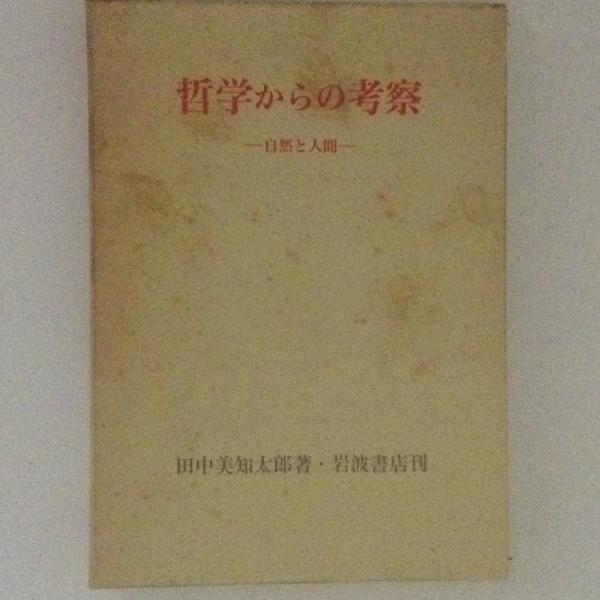 哲学からの考察
―自然と人間―
田中美知太郎著・岩波書店刊